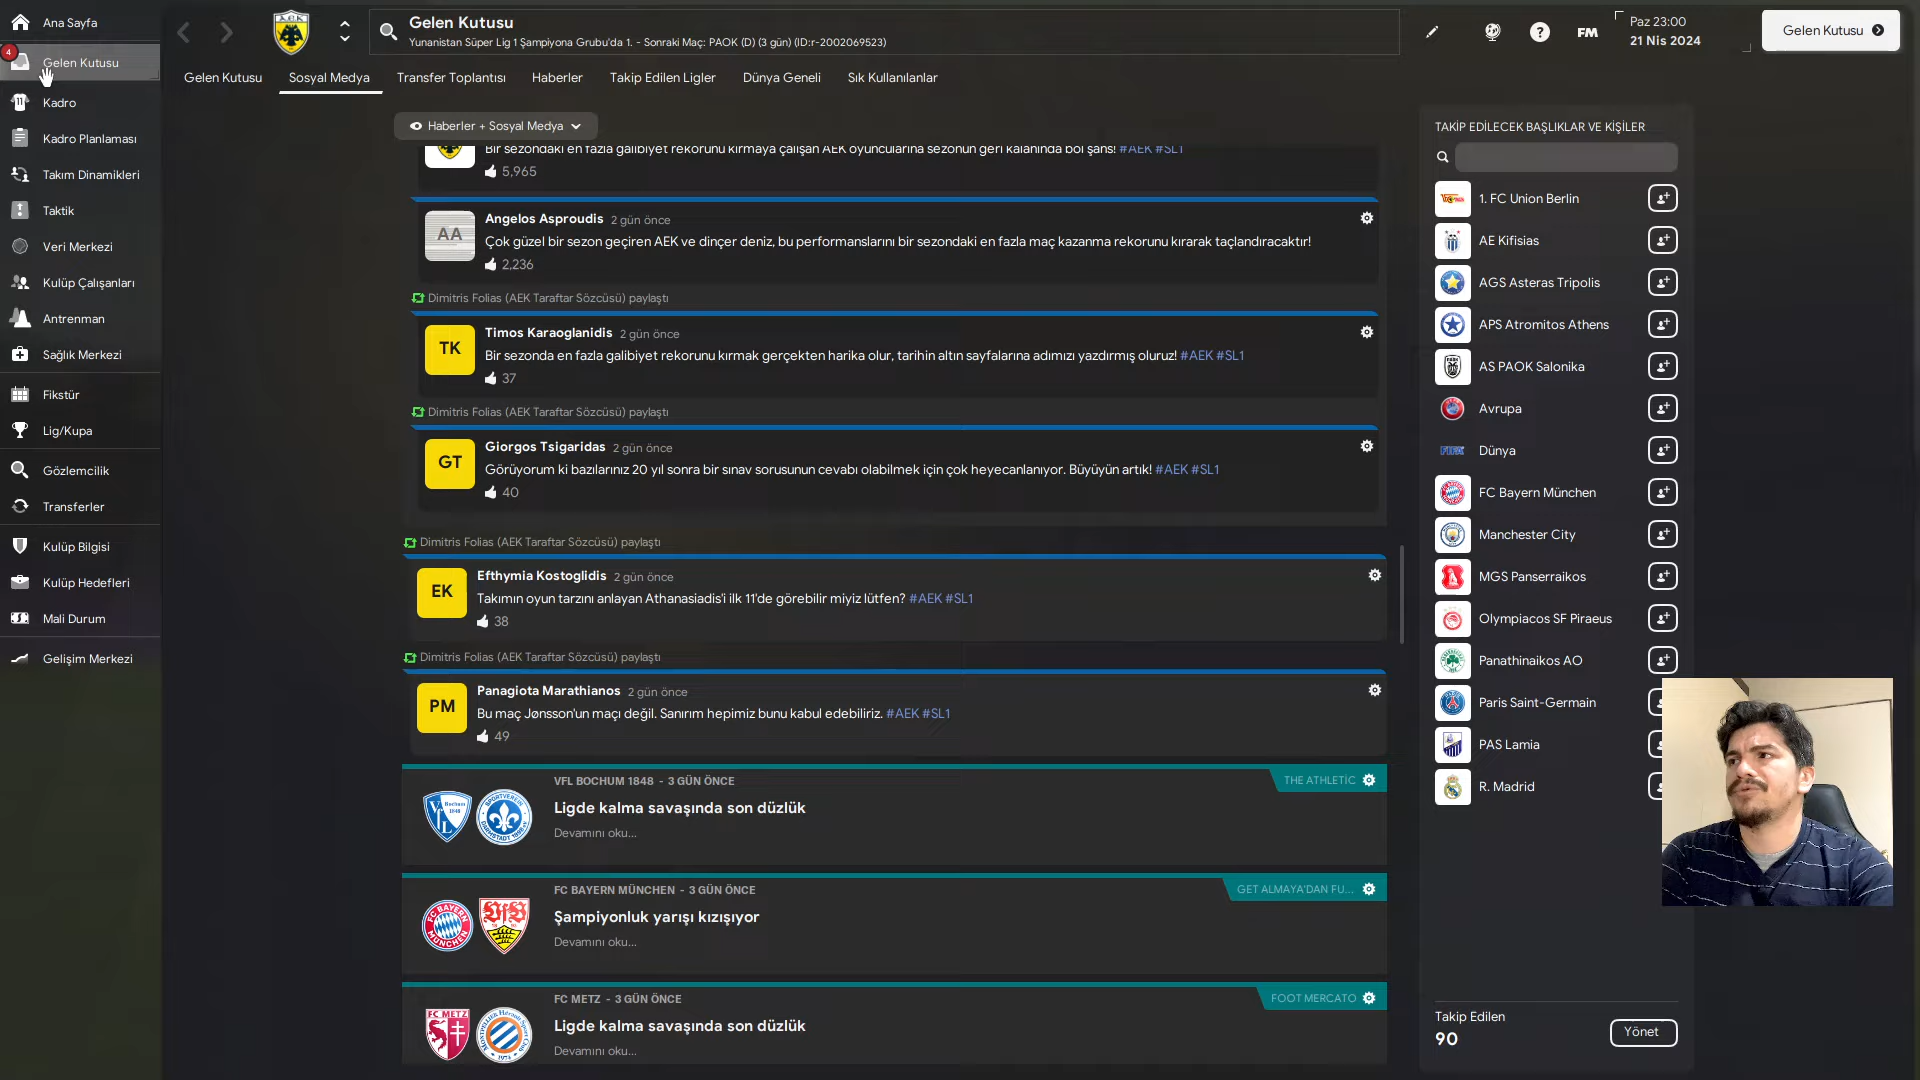 Ana Sayfa
4
Gelen Kutusu
Kadro
Kadro Planlaması
Takım Dinamikleri
Taktik
Veri Merkezi
Kulüp Çalışanları
Antrenman
Sağlık Merkezi
Fikstür
Lig/Kupa
Gözlemcilik
Transferler
Kulüp Bilgisi
Kulüp Hedefleri
Mali Durum
Gelişim Merkezi
Gelen Kutusu
Yunanistan Süper Lig 1 Şampiyona Grubu'da 1. - Sonraki Maç: PAOK (D) (3 gün) (ID:r-2002069523)
FM
Paz 23:00
21 Nis 2024
Gelen Kutusu
Gelen Kutusu
Sosyal Medya
Transfer Toplantısı
Haberler
Takip Edilen Ligler
Dünya Geneli
Sık Kullanılanlar
Haberler + Sosyal Medya
Bir sezondaki en fazla galibiyet rekorunu kırmaya çalışan AEK oyuncularına sezonun geri kalanında bol şans! #AEK #SL1
5,965
AA
Angelos Asproudis 2 gün önce
Çok güzel bir sezon geçiren AEK ve dinçer deniz, bu performanslarını bir sezondaki en fazla maç kazanma rekorunu kırarak taçlandıracaktır!
2,236
Dimitris Folias (AEK Taraftar Sözcüsü) paylaştı
TK
Timos Karaoglanidis 2 gün önce
Bir sezonda en fazla galibiyet rekorunu kırmak gerçekten harika olur, tarihin altın sayfalarına adımızı yazdırmış oluruz! #AEK #SL1
37
Dimitris Folias (AEK Taraftar Sözcüsü) paylaştı
GT
Giorgos Tsigaridas 2 gün önce
Görüyorum ki bazılarınız 20 yıl sonra bir sınav sorusunun cevabı olabilmek için çok heyecanlanıyor. Büyüyün artık! #AEK #SL1
40
Dimitris Folias (AEK Taraftar Sözcüsü) paylaştı
EK
Efthymia Kostoglidis 2 gün önce
Takımın oyun tarzını anlayan Athanasiadis'i ilk 11'de görebilir miyiz lütfen? #AEK #SL1
38
Dimitris Folias (AEK Taraftar Sözcüsü) paylaştı
PM
Panagiota Marathianos 2 gün önce
Bu maç Jønsson'un maçı değil. Sanırım hepimiz bunu kabul edebiliriz. #AEK #SL1
49
VFL BOCHUM 1848 - 3 GÜN ÖNCE
THE ATHLETIC
Ligde kalma savaşında son düzlük
Devamını oku...
FC BAYERN MÜNCHEN - 3 GÜN ÖNCE
GET ALMAYA'DAN FU...
Şampiyonluk yarışı kızışıyor
Devamını oku...
FC METZ - 3 GÜN ÖNCE
FOOT MERCATO
Ligde kalma savaşında son düzlük
Devamını oku...
TAKİP EDİLECEK BAŞLIKLAR VE KİŞİLER
1. FC Union Berlin
AE Kifisias
AGS Asteras Tripolis
APS Atromitos Athens
AS PAOK Salonika
Avrupa
Dünya
FC Bayern München
Manchester City
MGS Panserraikos
Olympiacos SF Piraeus
Panathinaikos AO
Paris Saint-Germain
PAS Lamia
R. Madrid
Takip Edilen
90
Yönet